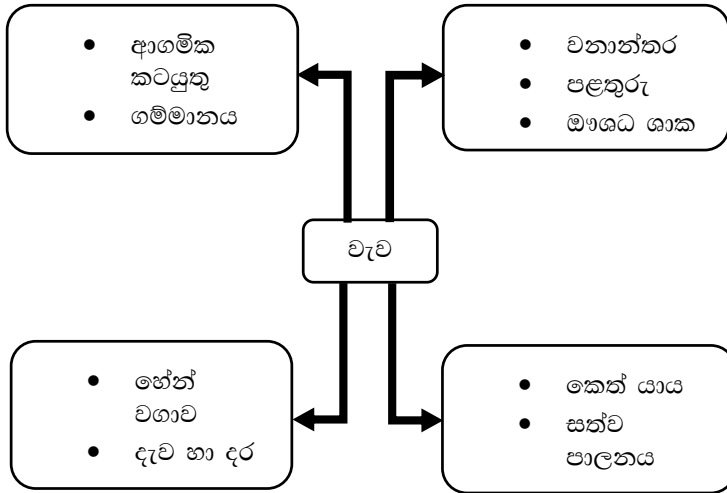 • ආගමික
කටයුතු
• ගම්මානය
• වනාන්තර
• පළතුරු
• ඖශධ ශාක
වැව
• හේන්
වගාව
• දැව හා දර
• කෙත් යාය
• සත්ව
පාලනය